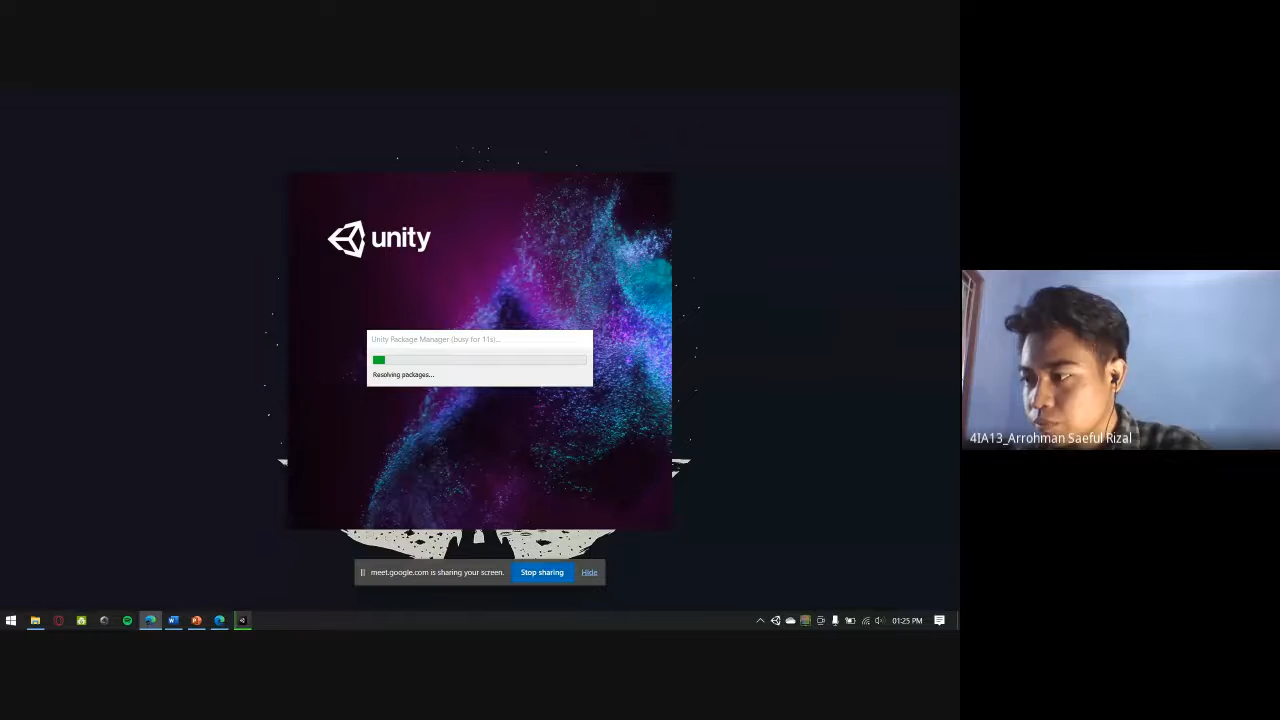 unity
Unity Package Manager (busy for 11s)...
Resolving packages...
4IA13_Arrohman Saeful Rizal
meet.google.com is sharing your screen.
Stop sharing
Hide
01:25 PM